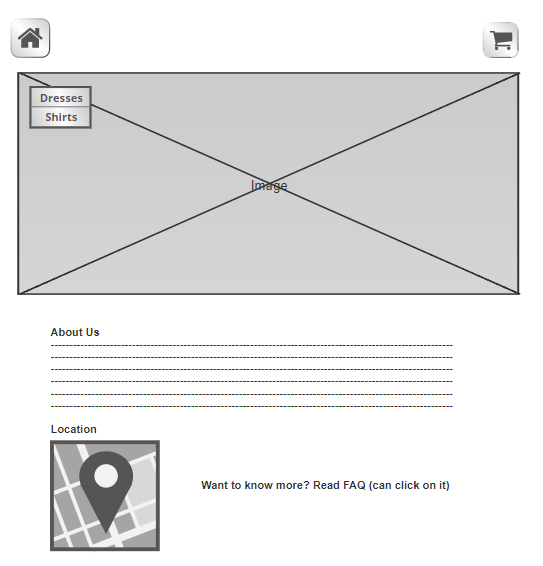 Dresses
Shirts
Image
About Us
Location
Want to know more? Read FAQ (can click on it)